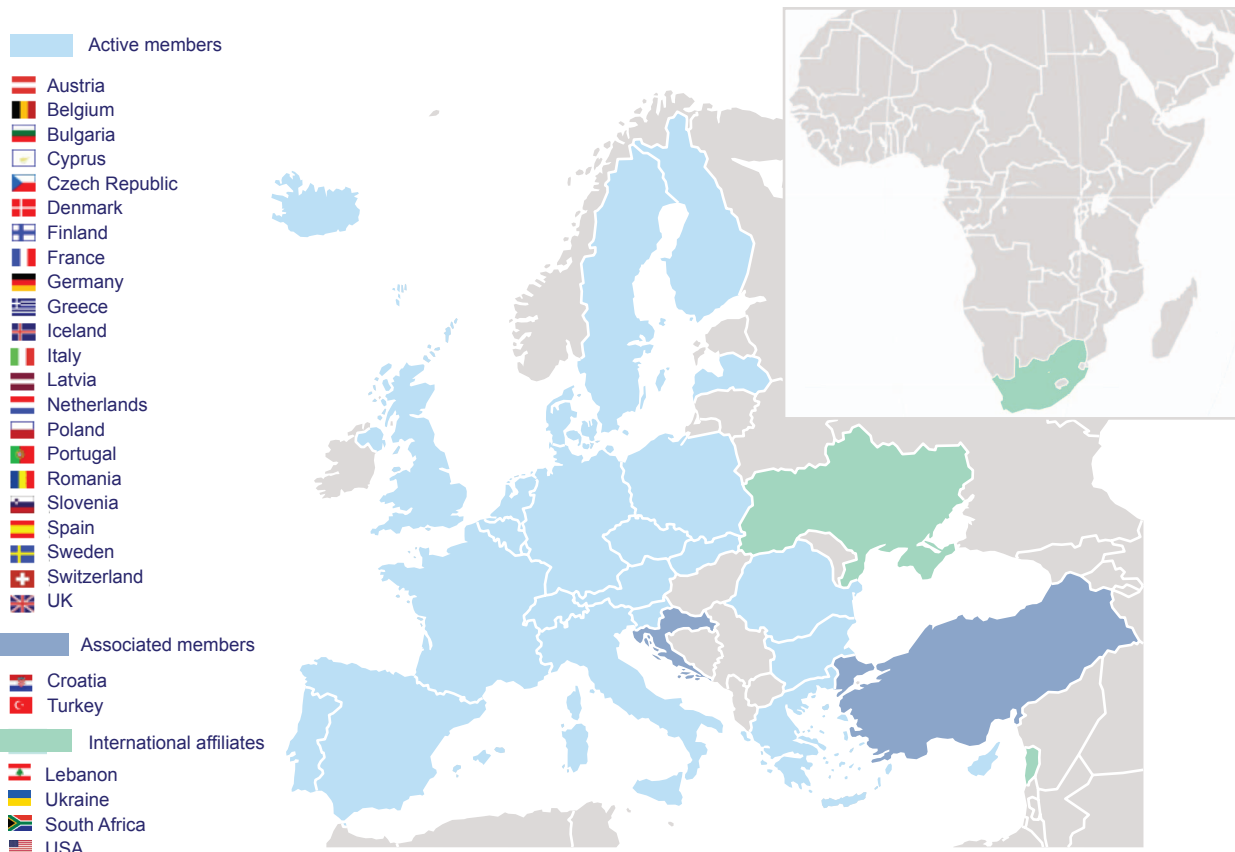 Active members
Austria
Belgium
Bulgaria
Cyprus
Czech Republic
Denmark
Finland
France
Germany
Greece
Iceland
Italy
Latvia
Netherlands
Poland
Portugal
Romania
Slovenia
Spain
Sweden
Switzerland
UK
Associated members
Croatia
Turkey
International affiliates
Lebanon
Ukraine
South Africa
USA